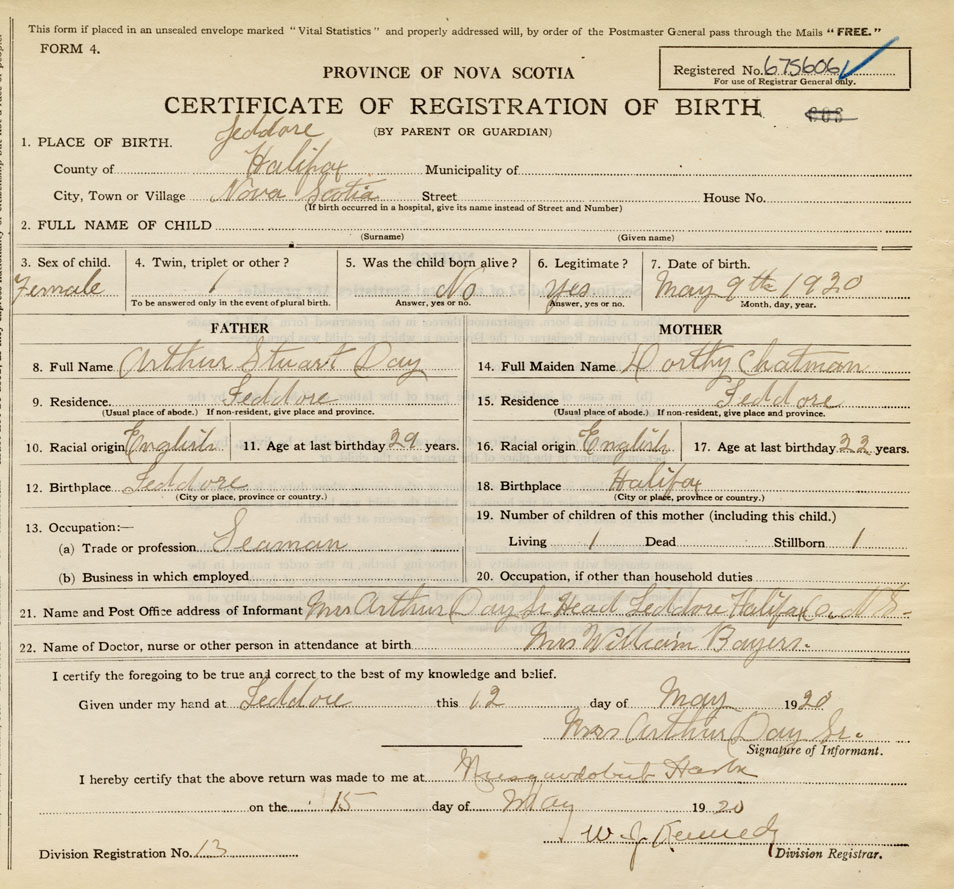 This form if placed in an unsealed envelope marked "Vital Statistics" and properly addressed will, by order of the Postmaster General pass through the Mails "FREE."
FORM 4.
Registered No. 675606
For use of Registrar General only.
PROVINCE OF NOVA SCOTIA
CERTIFICATE OF REGISTRATION OF BIRTH
(BY PARENT OR GUARDIAN)
Jeddore
1. PLACE OF BIRTH.
County of Halifax Municipality of
City, Town or Village Nova Scotia Street House No.
(If birth occurred in a hospital, give its name instead of Street and Number)
2. FULL NAME OF CHILD
(Surname) (Given name)
3. Sex of child. 4. Twin, triplet or other? 5. Was the child born alive? 6. Legitimate? 7. Date of birth.
Female 1 No Yes May 9th 1920
To be answered only in the event of plural birth. Answer, yes or no. Answer, yes or no. Month, day, year.
FATHER MOTHER
8. Full Name Arthur Stuart Day
14. Full Maiden Name Dorthy Chatman
9. Residence. Jeddore
(Usual place of abode.) If non-resident, give place and province.
15. Residence. Jeddore
(Usual place of abode.) If non-resident, give place and province.
10. Racial origin English 11. Age at last birthday 29 years.
16. Racial origin English 17. Age at last birthday 22 years.
12. Birthplace Jeddore
(City or place, province or country.)
18. Birthplace Halifax
(City or place, province or country.)
13. Occupation:—
(a) Trade or profession Seaman
(b) Business in which employed
19. Number of children of this mother (including this child.)
Living 1 Dead Stillborn 1
20. Occupation, if other than household duties
21. Name and Post Office address of Informant Mrs Arthur Day Sr Head Jeddore Halifax Co. N.S.
22. Name of Doctor, nurse or other person in attendance at birth Mrs William Bayers.
I certify the foregoing to be true and correct to the best of my knowledge and belief.
Given under my hand at Jeddore this 12 day of May 1920
Mrs Arthur Day Sr.
Signature of Informant.
I hereby certify that the above return was made to me at
on the 15 day of May 1920
W. J. Kennedy
Division Registration No. 13 Division Registrar.